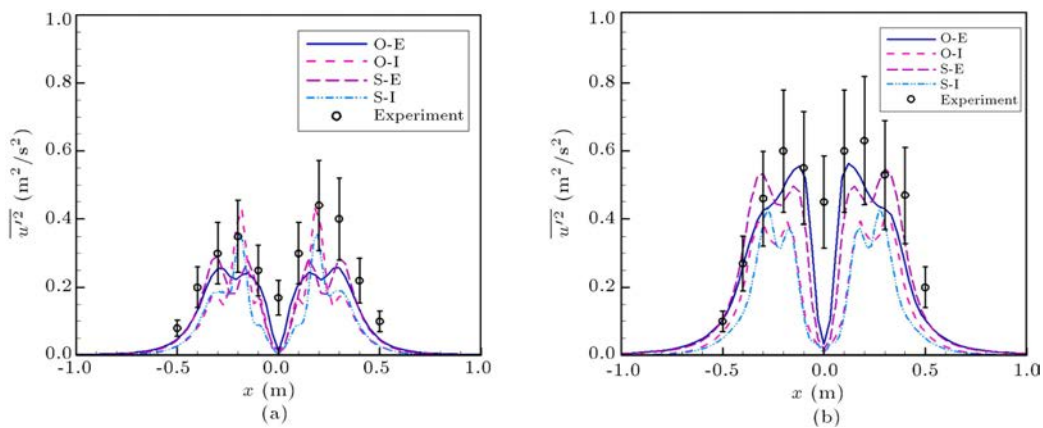 1.0
0.8
0.6
0.4
0.2
0.0
u′² (m²/s²)
O-E
O-I
S-E
S-I
Experiment
-1.0
-0.5
0.0
0.5
1.0
x (m)
(a)
1.0
0.8
0.6
0.4
0.2
0.0
u′² (m²/s²)
O-E
O-I
S-E
S-I
Experiment
-1.0
-0.5
0.0
0.5
1.0
x (m)
(b)